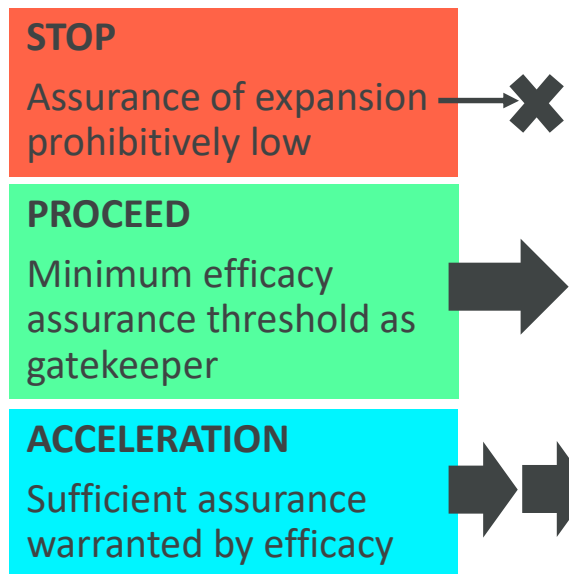 STOP
Assurance of expansion
prohibitively low
PROCEED
Minimum efficacy
assurance threshold as
gatekeeper
ACCELERATION
Sufficient assurance
warranted by efficacy